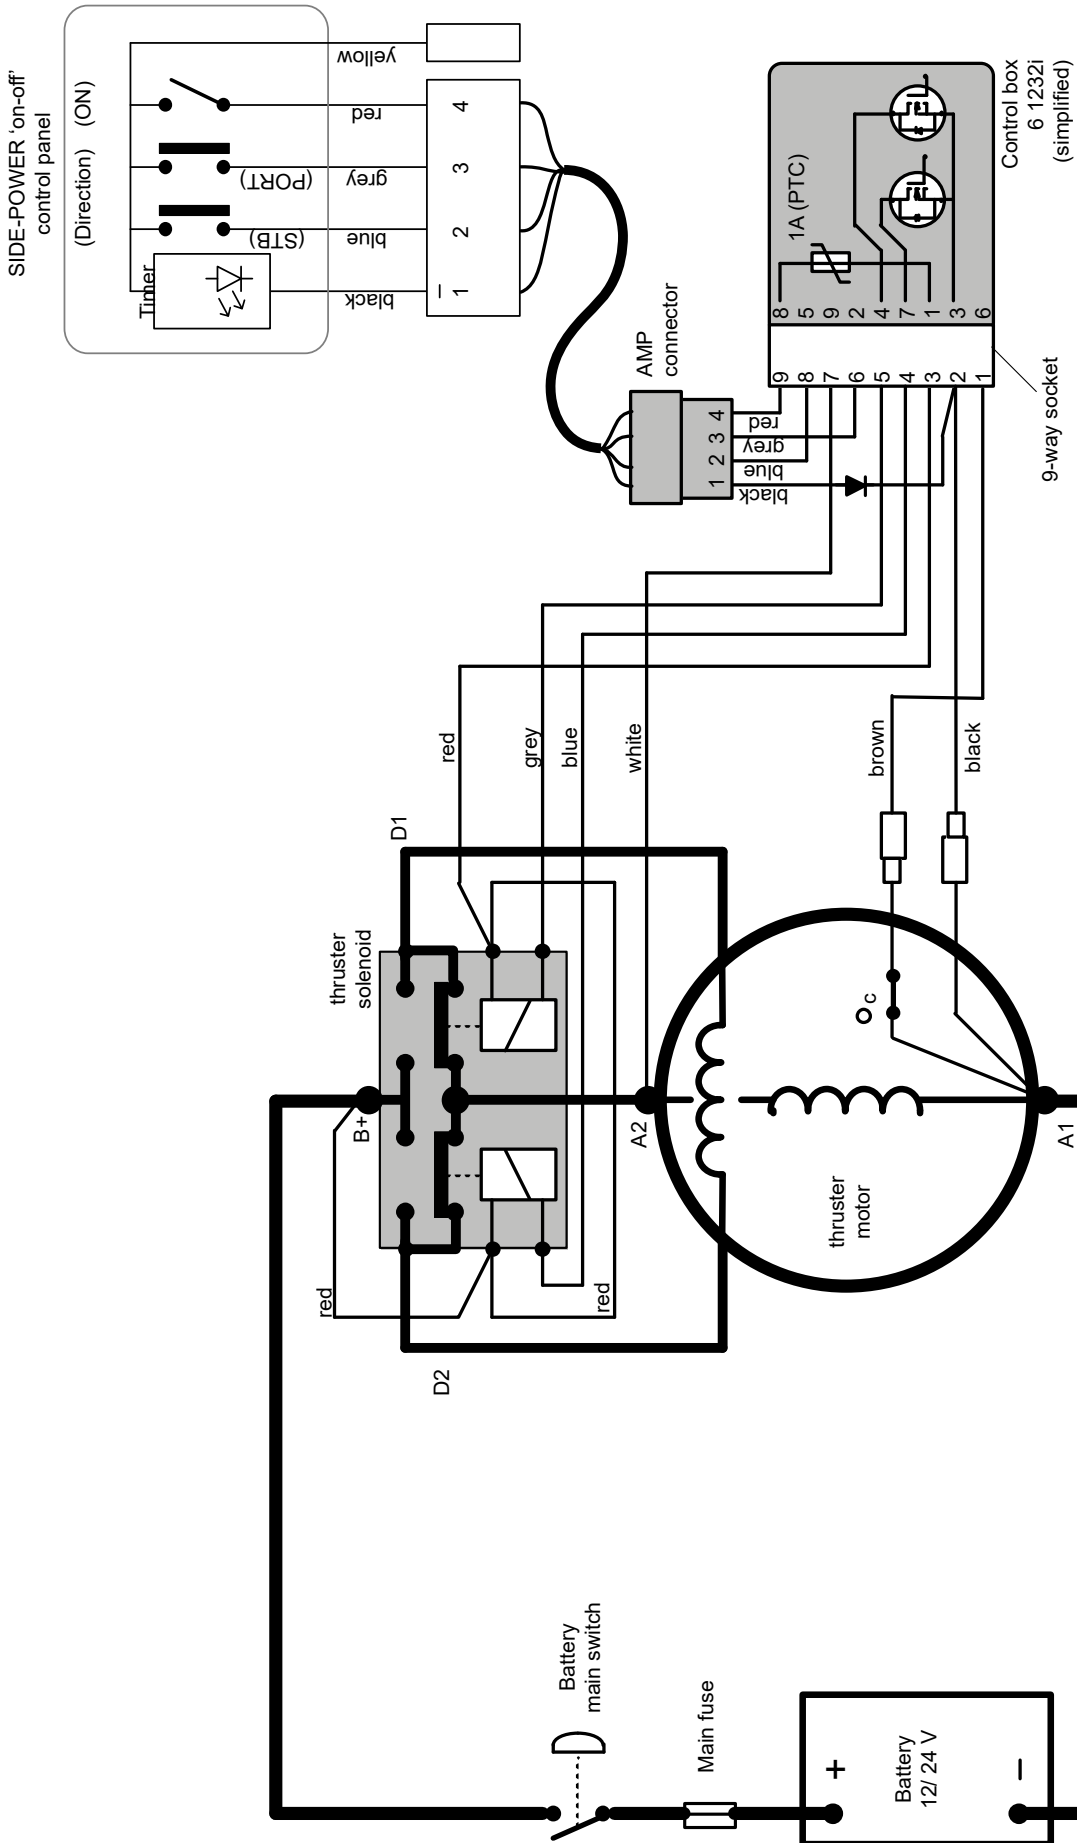 SIDE-POWER 'on-off'
control panel
(Direction)
(ON)
Timer
(STB)
(PORT)
black
blue
grey
red
yellow
–
1
2
3
4
AMP
connector
1
2
3
4
black
blue
grey
red
1A (PTC)
8
5
9
2
4
7
1
3
6
9
8
7
6
5
4
3
2
1
Control box
6 1232i
(simplified)
9-way socket
red
grey
blue
white
brown
black
D1
thruster
solenoid
B+
red
red
D2
A2
°c
thruster
motor
A1
Battery
main switch
Main fuse
+
Battery
12/ 24 V
–